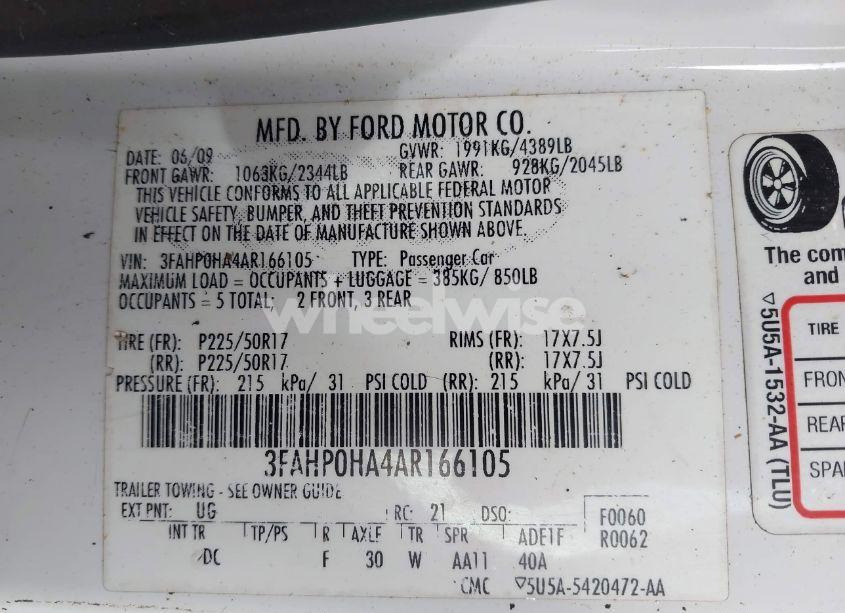 MFD. BY FORD MOTOR CO.
DATE: 06/09 GVWR: 1991KG/4389LB
FRONT GAWR: 1063KG/2344LB REAR GAWR: 928KG/2045LB
THIS VEHICLE CONFORMS TO ALL APPLICABLE FEDERAL MOTOR
VEHICLE SAFETY, BUMPER, AND THEFT PREVENTION STANDARDS
IN EFFECT ON THE DATE OF MANUFACTURE SHOWN ABOVE.
VIN: 3FAHP0HA4AR166105 TYPE: Passenger Car
MAXIMUM LOAD = OCCUPANTS + LUGGAGE = 385KG/ 850LB
OCCUPANTS = 5 TOTAL; 2 FRONT, 3 REAR
wheelwise
TIRE (FR): P225/50R17 RIMS (FR): 17X7.5J
(RR): P225/50R17 (RR): 17X7.5J
PRESSURE (FR): 215 kPa/ 31 PSI COLD (RR): 215 kPa/ 31 PSI COLD
3FAHP0HA4AR166105
TRAILER TOWING - SEE OWNER GUIDE
EXT PNT: UG RC: 21 DSO: F0060
R0062
INT TR TP/PS R AXLE TR SPR
DC F 30 W AA11 40A
CMC ▽5U5A-5420472-AA
The com
and
▽5U5A-1532-AA (TLU)
TIRE
FRON
REAR
SPAR